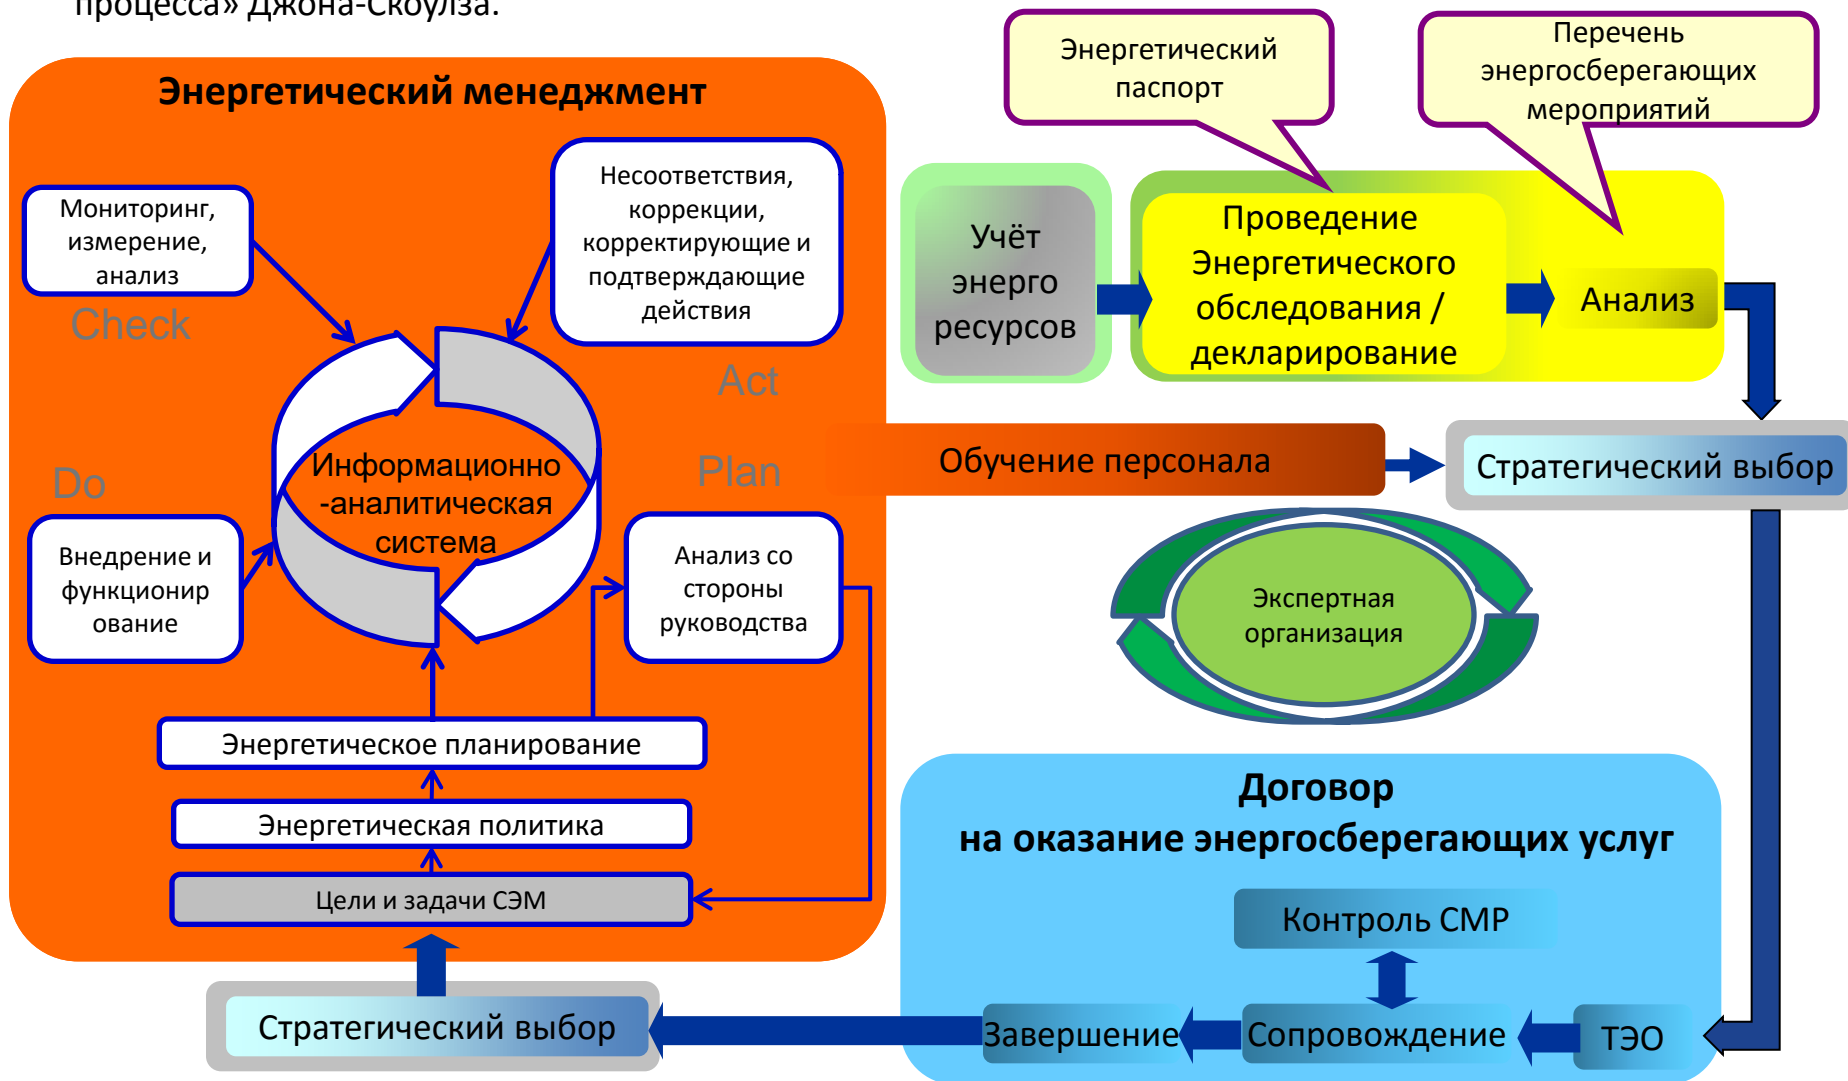 процесса» Джона-Скоулза.
Энергетический менеджмент
Мониторинг,
измерение,
анализ
Check
Несоответствия,
коррекции,
корректирующие и
подтверждающие
действия
Act
Do
Информационно
-аналитическая
система
Plan
Внедрение и
функционир
ование
Анализ со
стороны
руководства
Энергетическое планирование
Энергетическая политика
Цели и задачи СЭМ
Стратегический выбор
Энергетический
паспорт
Перечень
энергосберегающих
мероприятий
Учёт
энерго
ресурсов
Проведение
Энергетического
обследования /
декларирование
Анализ
Обучение персонала
Стратегический выбор
Экспертная
организация
Договор
на оказание энергосберегающих услуг
Контроль СМР
Завершение
Сопровождение
ТЭО